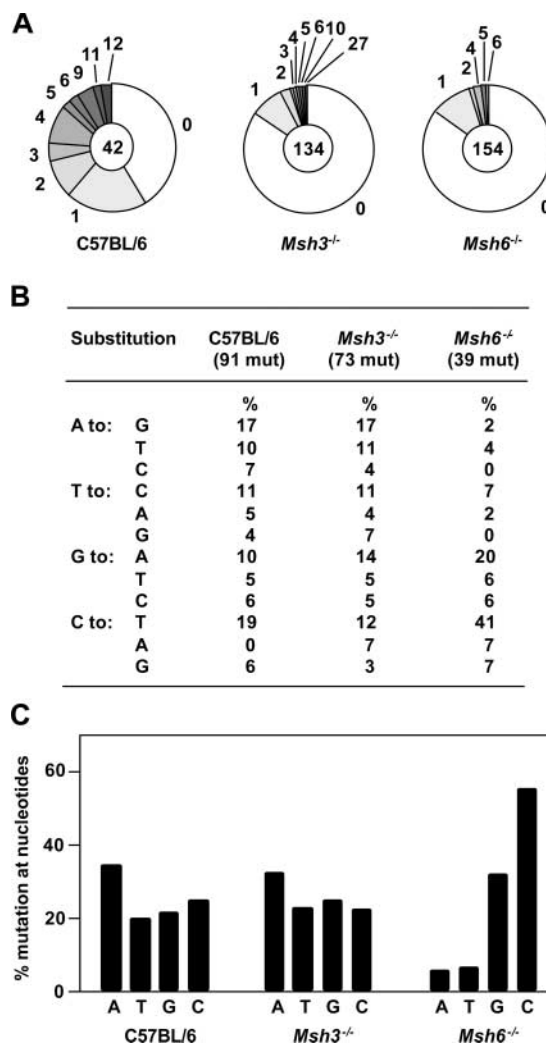 A
11 12
6 9
5
4
3
2
1
0
42
C57BL/6
4 5 6 10
3 27
2
1
134
0
Msh3-/-
5
4 6
2
1
154
0
Msh6-/-
B
Substitution C57BL/6 Msh3-/- Msh6-/-
(91 mut) (73 mut) (39 mut)
% % %
A to: G 17 17 2
T 10 11 4
C 7 4 0
T to: C 11 11 7
A 5 4 2
G 4 7 0
G to: A 10 14 20
T 5 5 6
C 6 5 6
C to: T 19 12 41
A 0 7 7
G 6 3 7
C
% mutation at nucleotides
60
40
20
0
A T G C A T G C A T G C
C57BL/6 Msh3-/- Msh6-/-